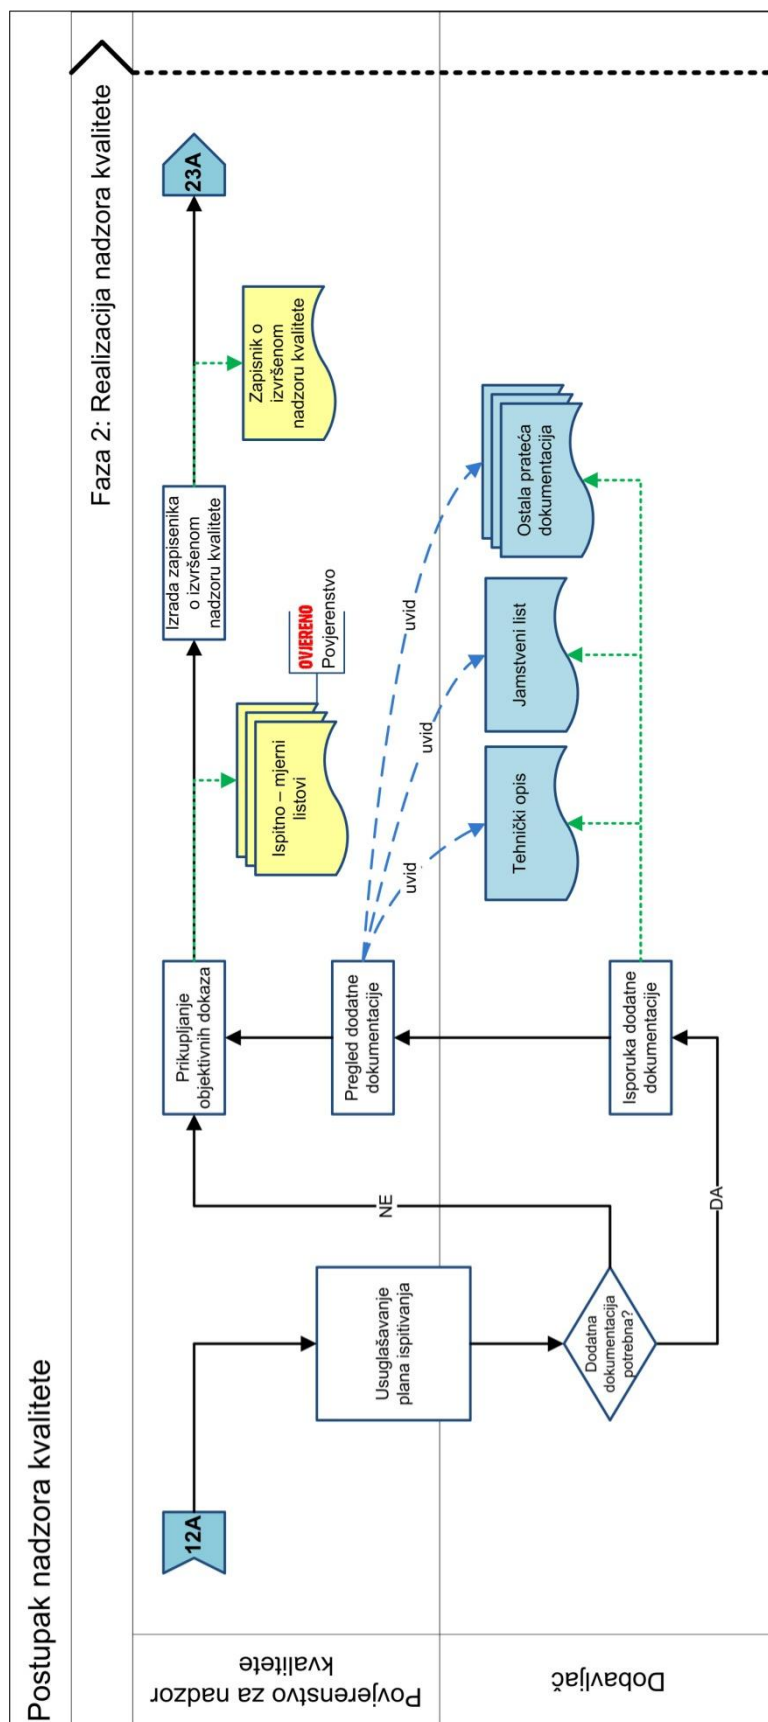 Postupak nadzora kvalitete
Faza 2: Realizacija nadzora kvalitete
Povjerenstvo za nadzor
kvalitete
Dobavljač
12A
Usuglašavanje
plana ispitivanja
Dodatna
dokumentacija
potrebna?
NE
DA
Prikupljanje
objektivnih dokaza
Pregled dodatne
dokumentacije
Isporuka dodatne
dokumentacije
Ispitno – mjerni
listovi
OVJERENO
Povjerenstvo
uvid
uvid
uvid
Tehnički opis
Jamstveni list
Ostala prateća
dokumentacija
Izrada zapisenika
o izvršenom
nadzoru kvalitete
Zapisnik o
izvršenom
nadzoru kvalitete
23A